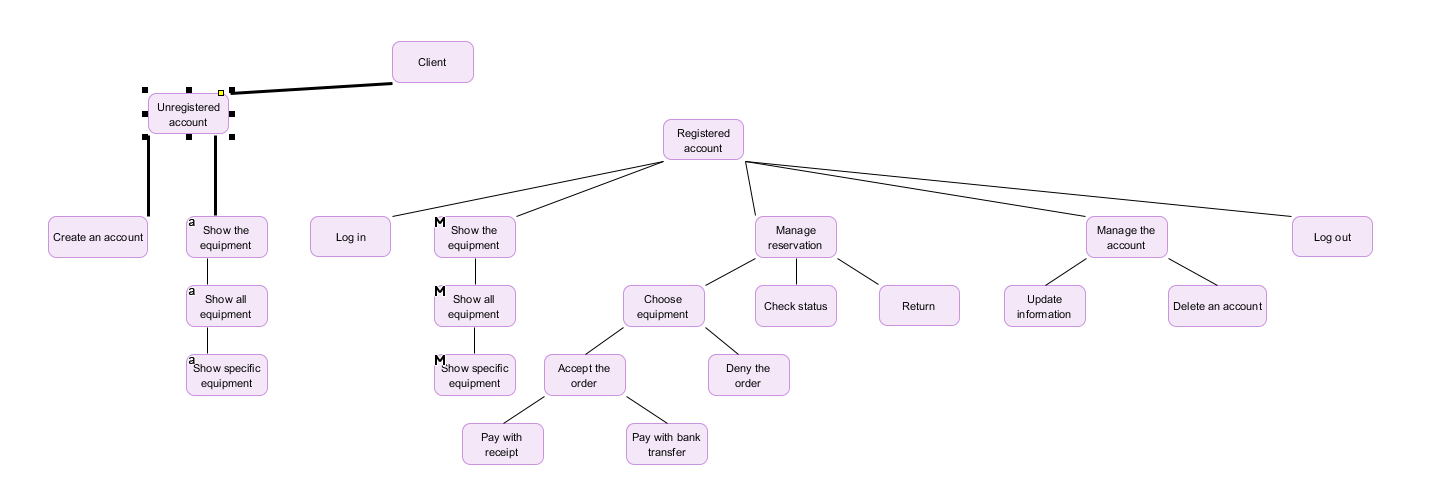 Client
Unregistered
account
Registered
account
Create an account
a
Show the
equipment
Log in
M
Show the
equipment
Manage
reservation
Manage the
account
Log out
a
Show all
equipment
M
Show all
equipment
Choose
equipment
Check status
Return
Update
information
Delete an account
a
Show specific
equipment
M
Show specific
equipment
Accept the
order
Deny the
order
Pay with
receipt
Pay with bank
transfer